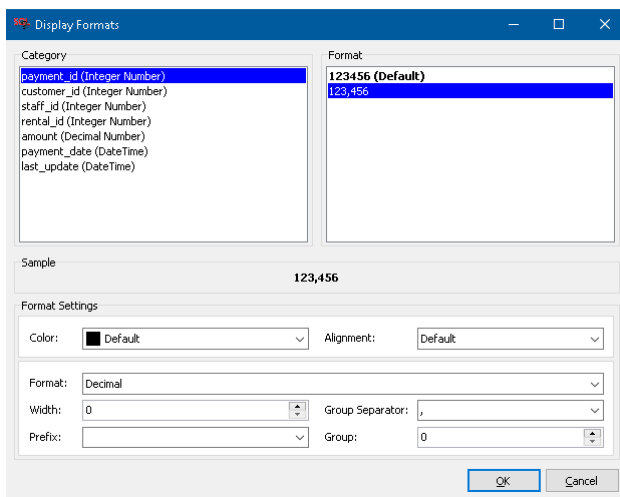 Display Formats
Category
payment_id (Integer Number)
customer_id (Integer Number)
staff_id (Integer Number)
rental_id (Integer Number)
amount (Decimal Number)
payment_date (DateTime)
last_update (DateTime)
Format
123456 (Default)
123,456
Sample
123,456
Format Settings
Color: Default Alignment: Default
Format: Decimal
Width: 0 Group Separator: ,
Prefix: Group: 0
OK Cancel